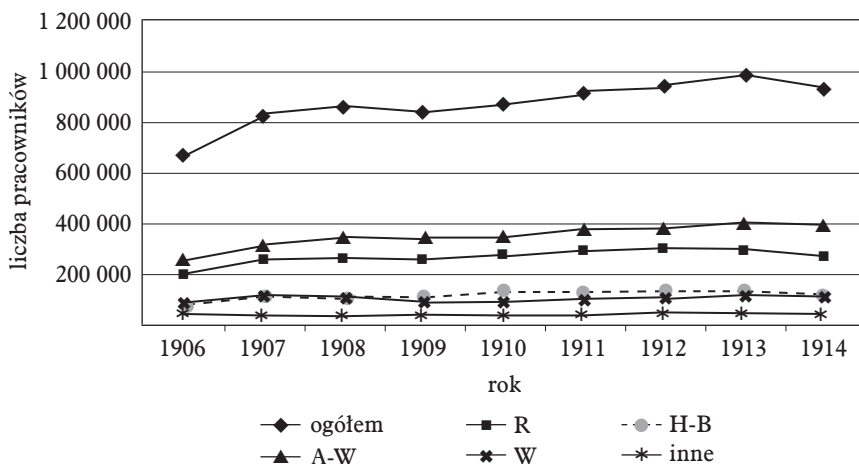 1 200 000
1 000 000
800 000
600 000
400 000
200 000
liczba pracowników
1906 1907 1908 1909 1910 1911 1912 1913 1914
rok
ogółem R H-B
A-W W inne